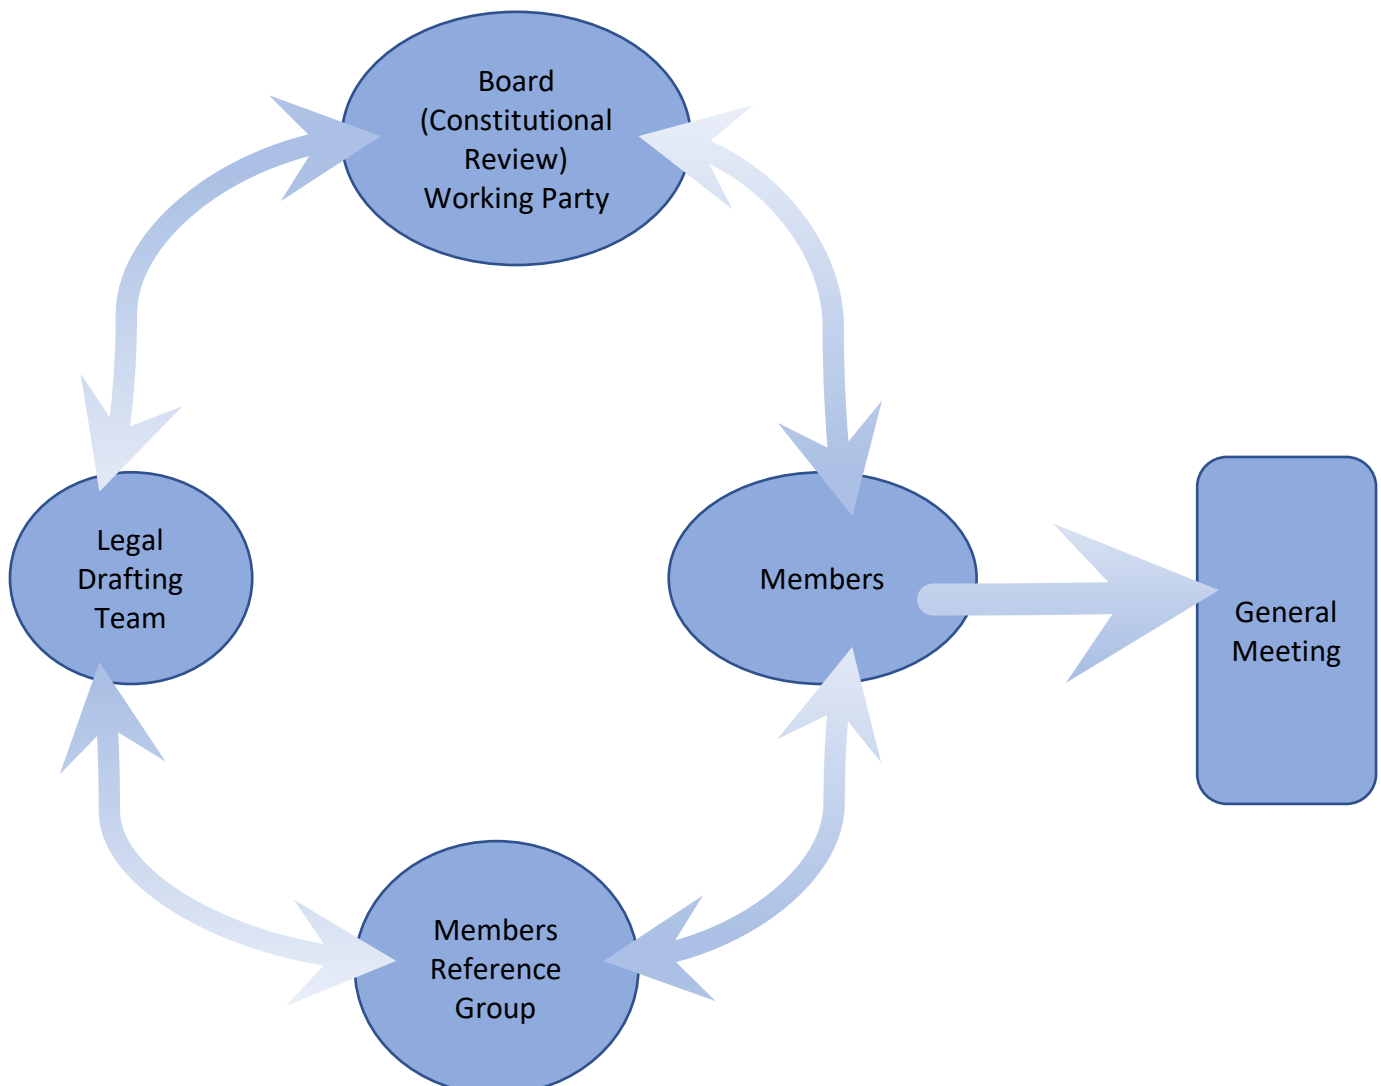 Board
(Constitutional
Review)
Working Party
Legal
Drafting
Team
Members
General
Meeting
Members
Reference
Group